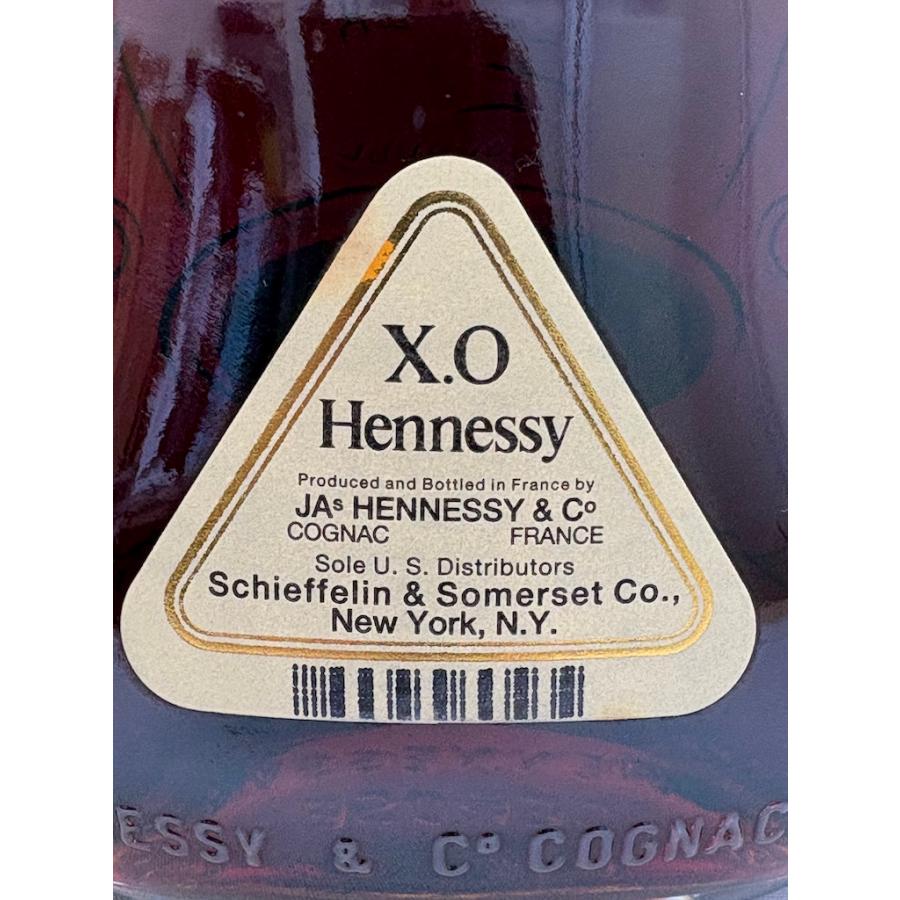 X.O
Hennessy
Produced and Bottled in France by
JAs HENNESSY & Co
COGNAC FRANCE
Sole U. S. Distributors
Schieffelin & Somerset Co.,
New York, N.Y.
ESSY & Co COGNAC